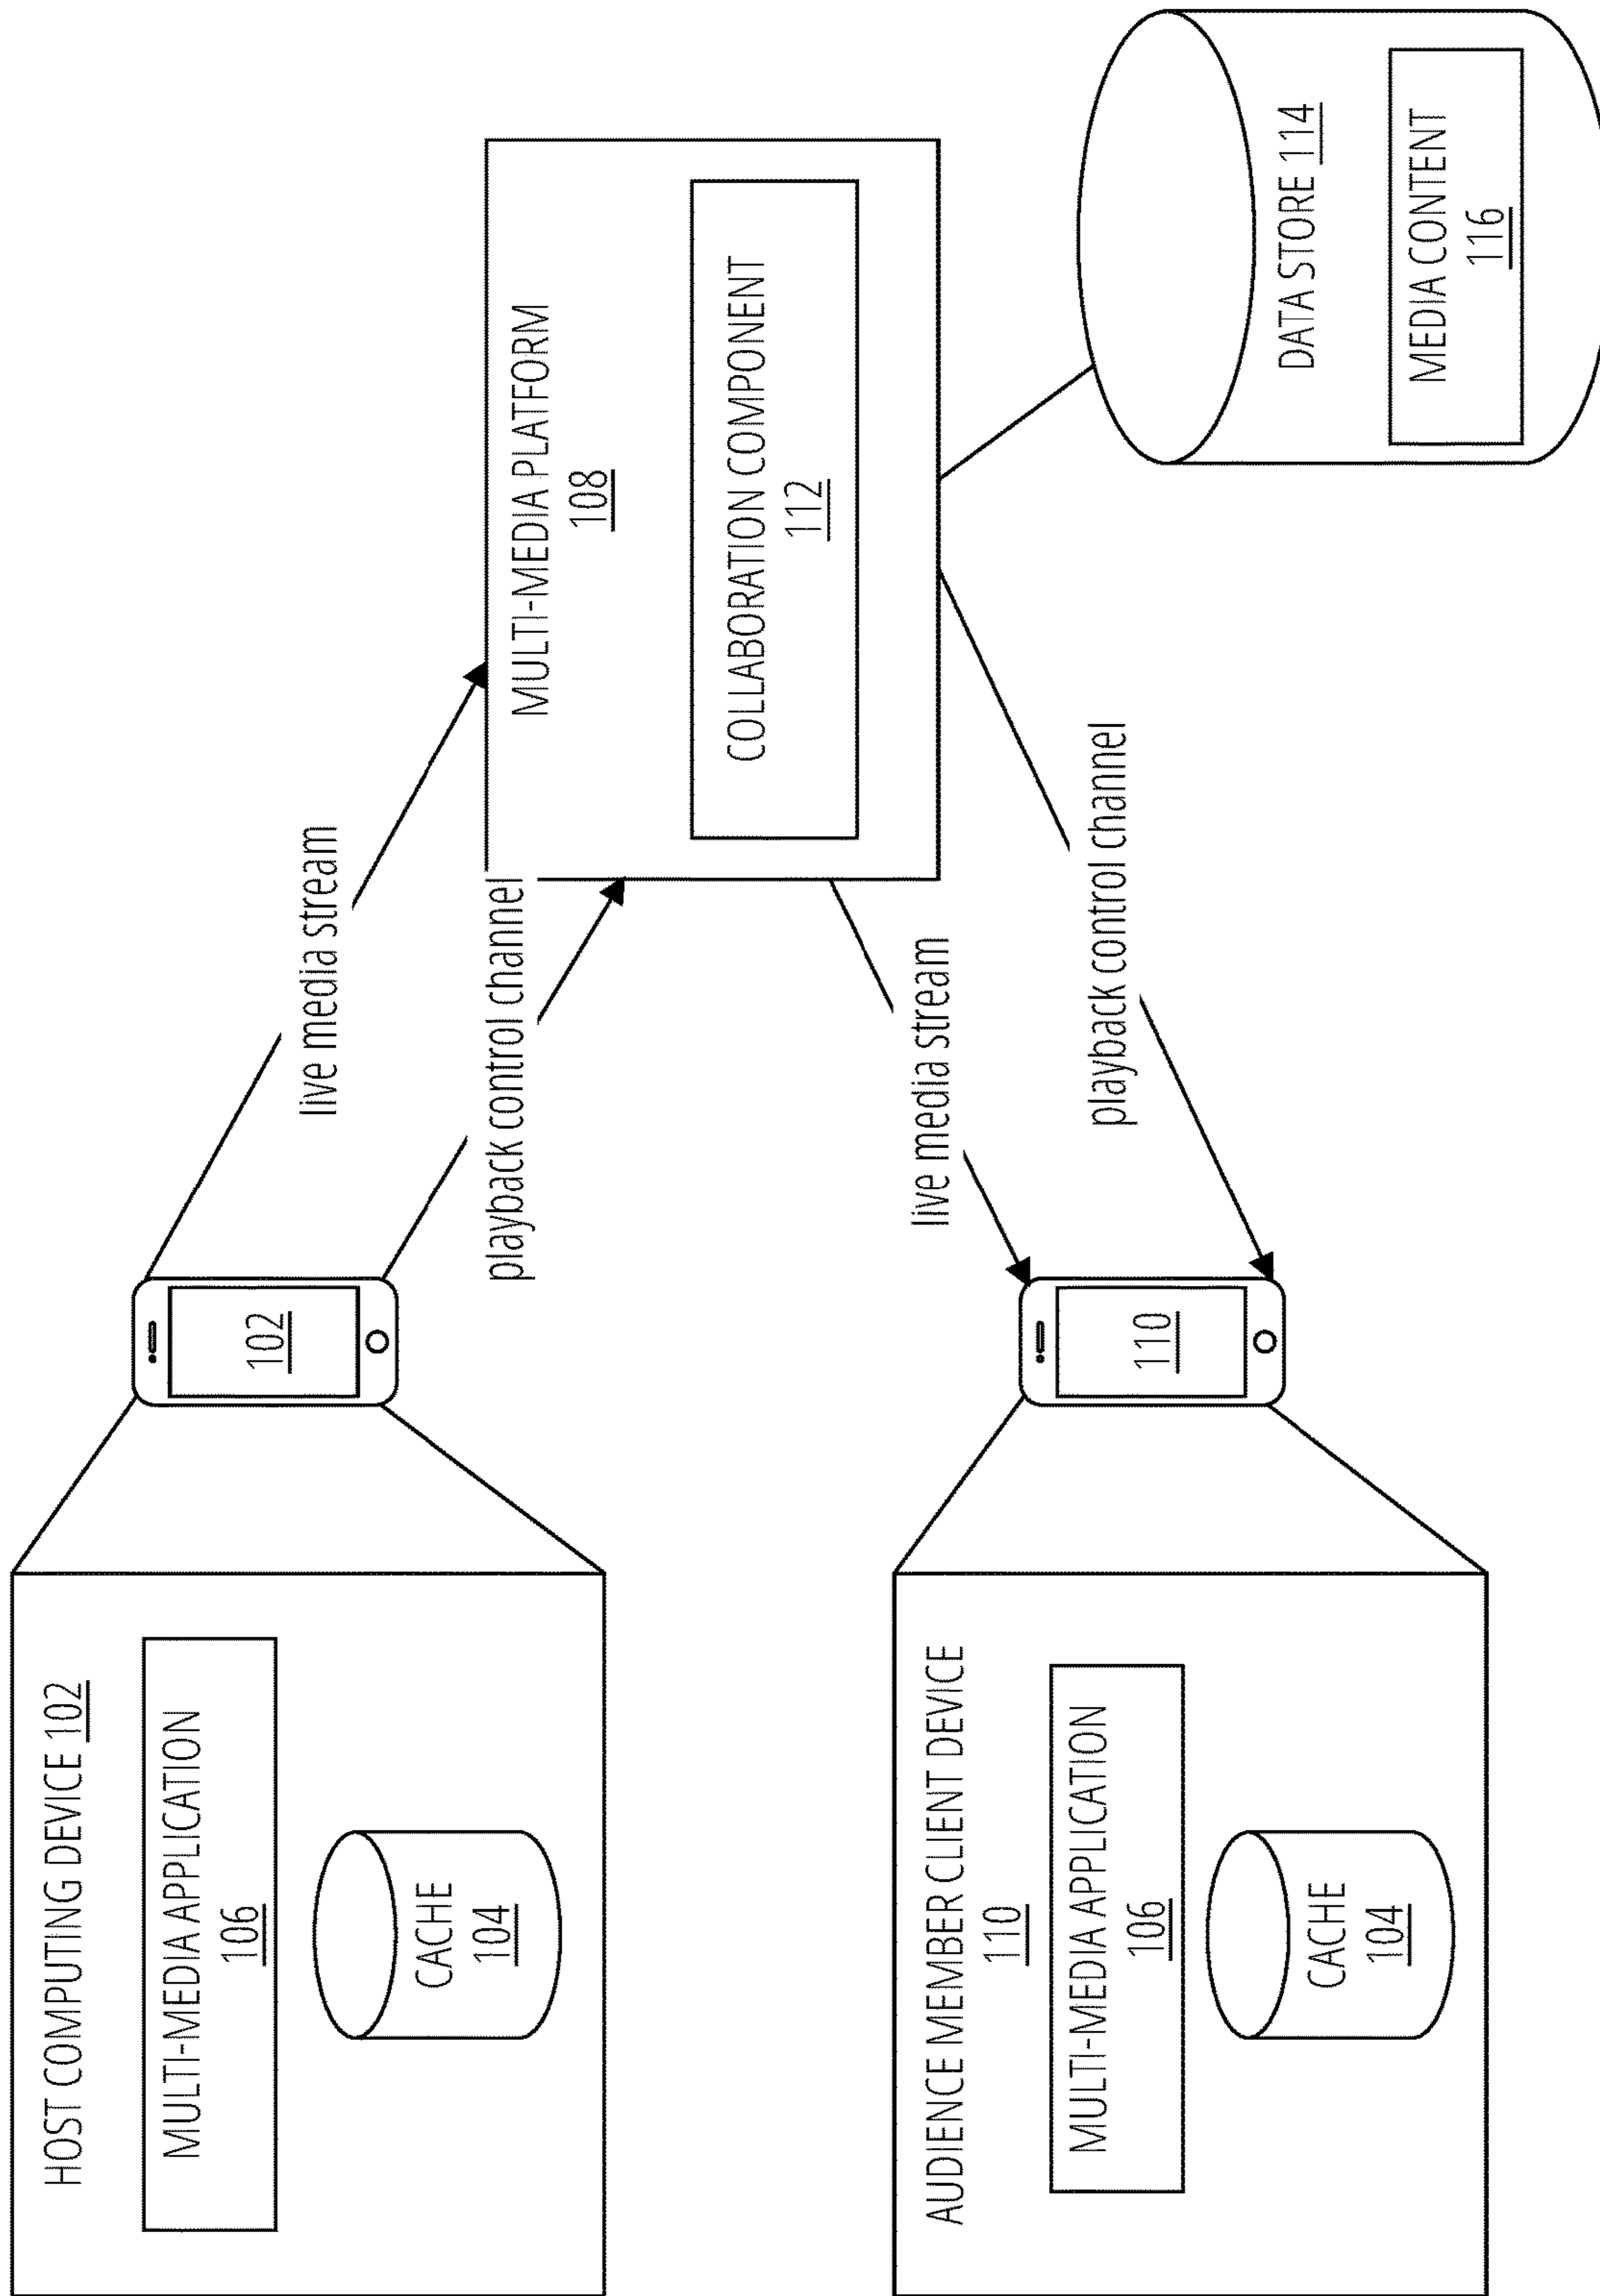 HOST COMPUTING DEVICE 102
MULTI-MEDIA APPLICATION
106
CACHE
104
102
live media stream
playback control channel
MULTI-MEDIA PLATFORM
108
COLLABORATION COMPONENT
112
AUDIENCE MEMBER CLIENT DEVICE
110
MULTI-MEDIA APPLICATION
106
CACHE
104
110
live media stream
playback control channel
DATA STORE 114
MEDIA CONTENT
116